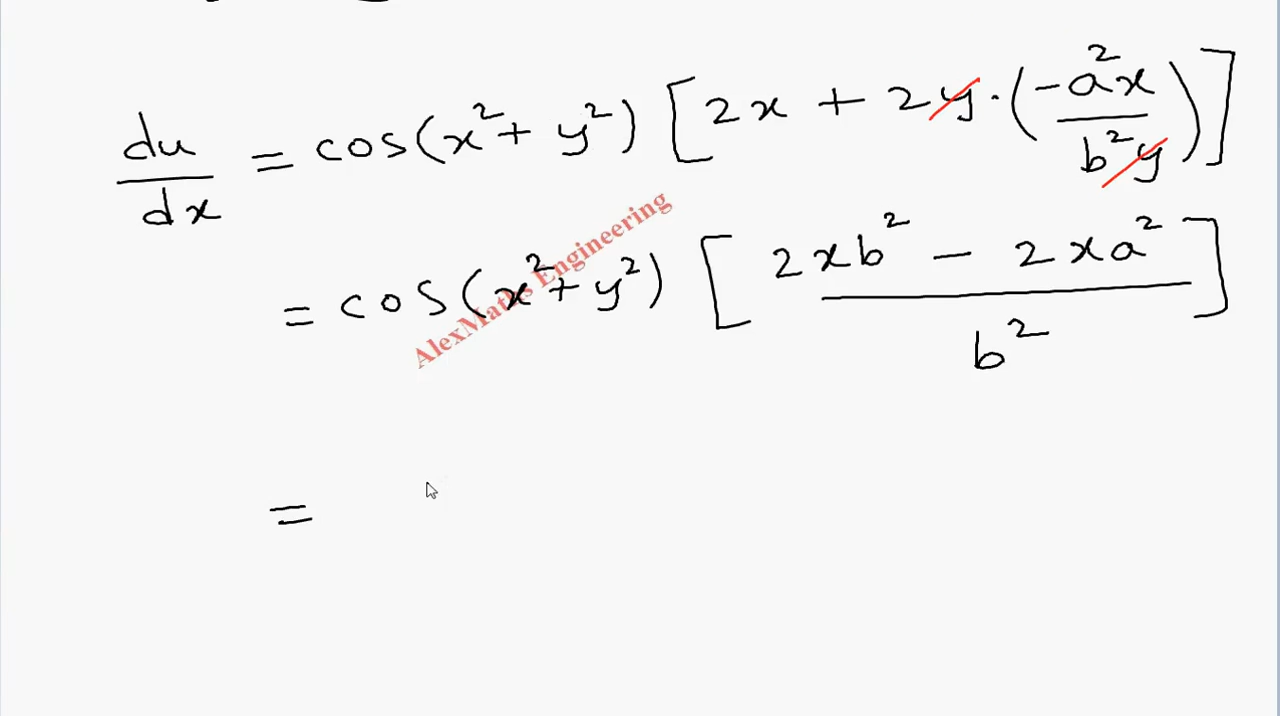 du/dx = cos(x²+ y²) [2x + 2y·(-a²x/b²y)]
= cos(x²+ y²) [2xb² - 2xa²/b²]
AlexMaths Engineering
=